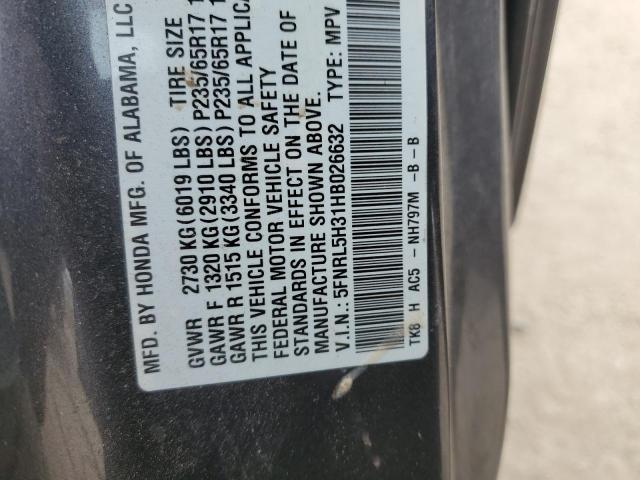 MFD. BY HONDA MFG. OF ALABAMA, LLC
GVWR 2730 KG(6019 LBS) TIRE SIZE
GAWR F 1320 KG(2910 LBS) P235/65R17 1
GAWR R 1515 KG(3340 LBS) P235/65R17 1
THIS VEHICLE CONFORMS TO ALL APPLICA
FEDERAL MOTOR VEHICLE SAFETY
STANDARDS IN EFFECT ON THE DATE OF
MANUFACTURE SHOWN ABOVE.
V.I.N.: 5FNRL5H31HB026632 TYPE: MPV
TK8 H AC5 - NH797M -B - B